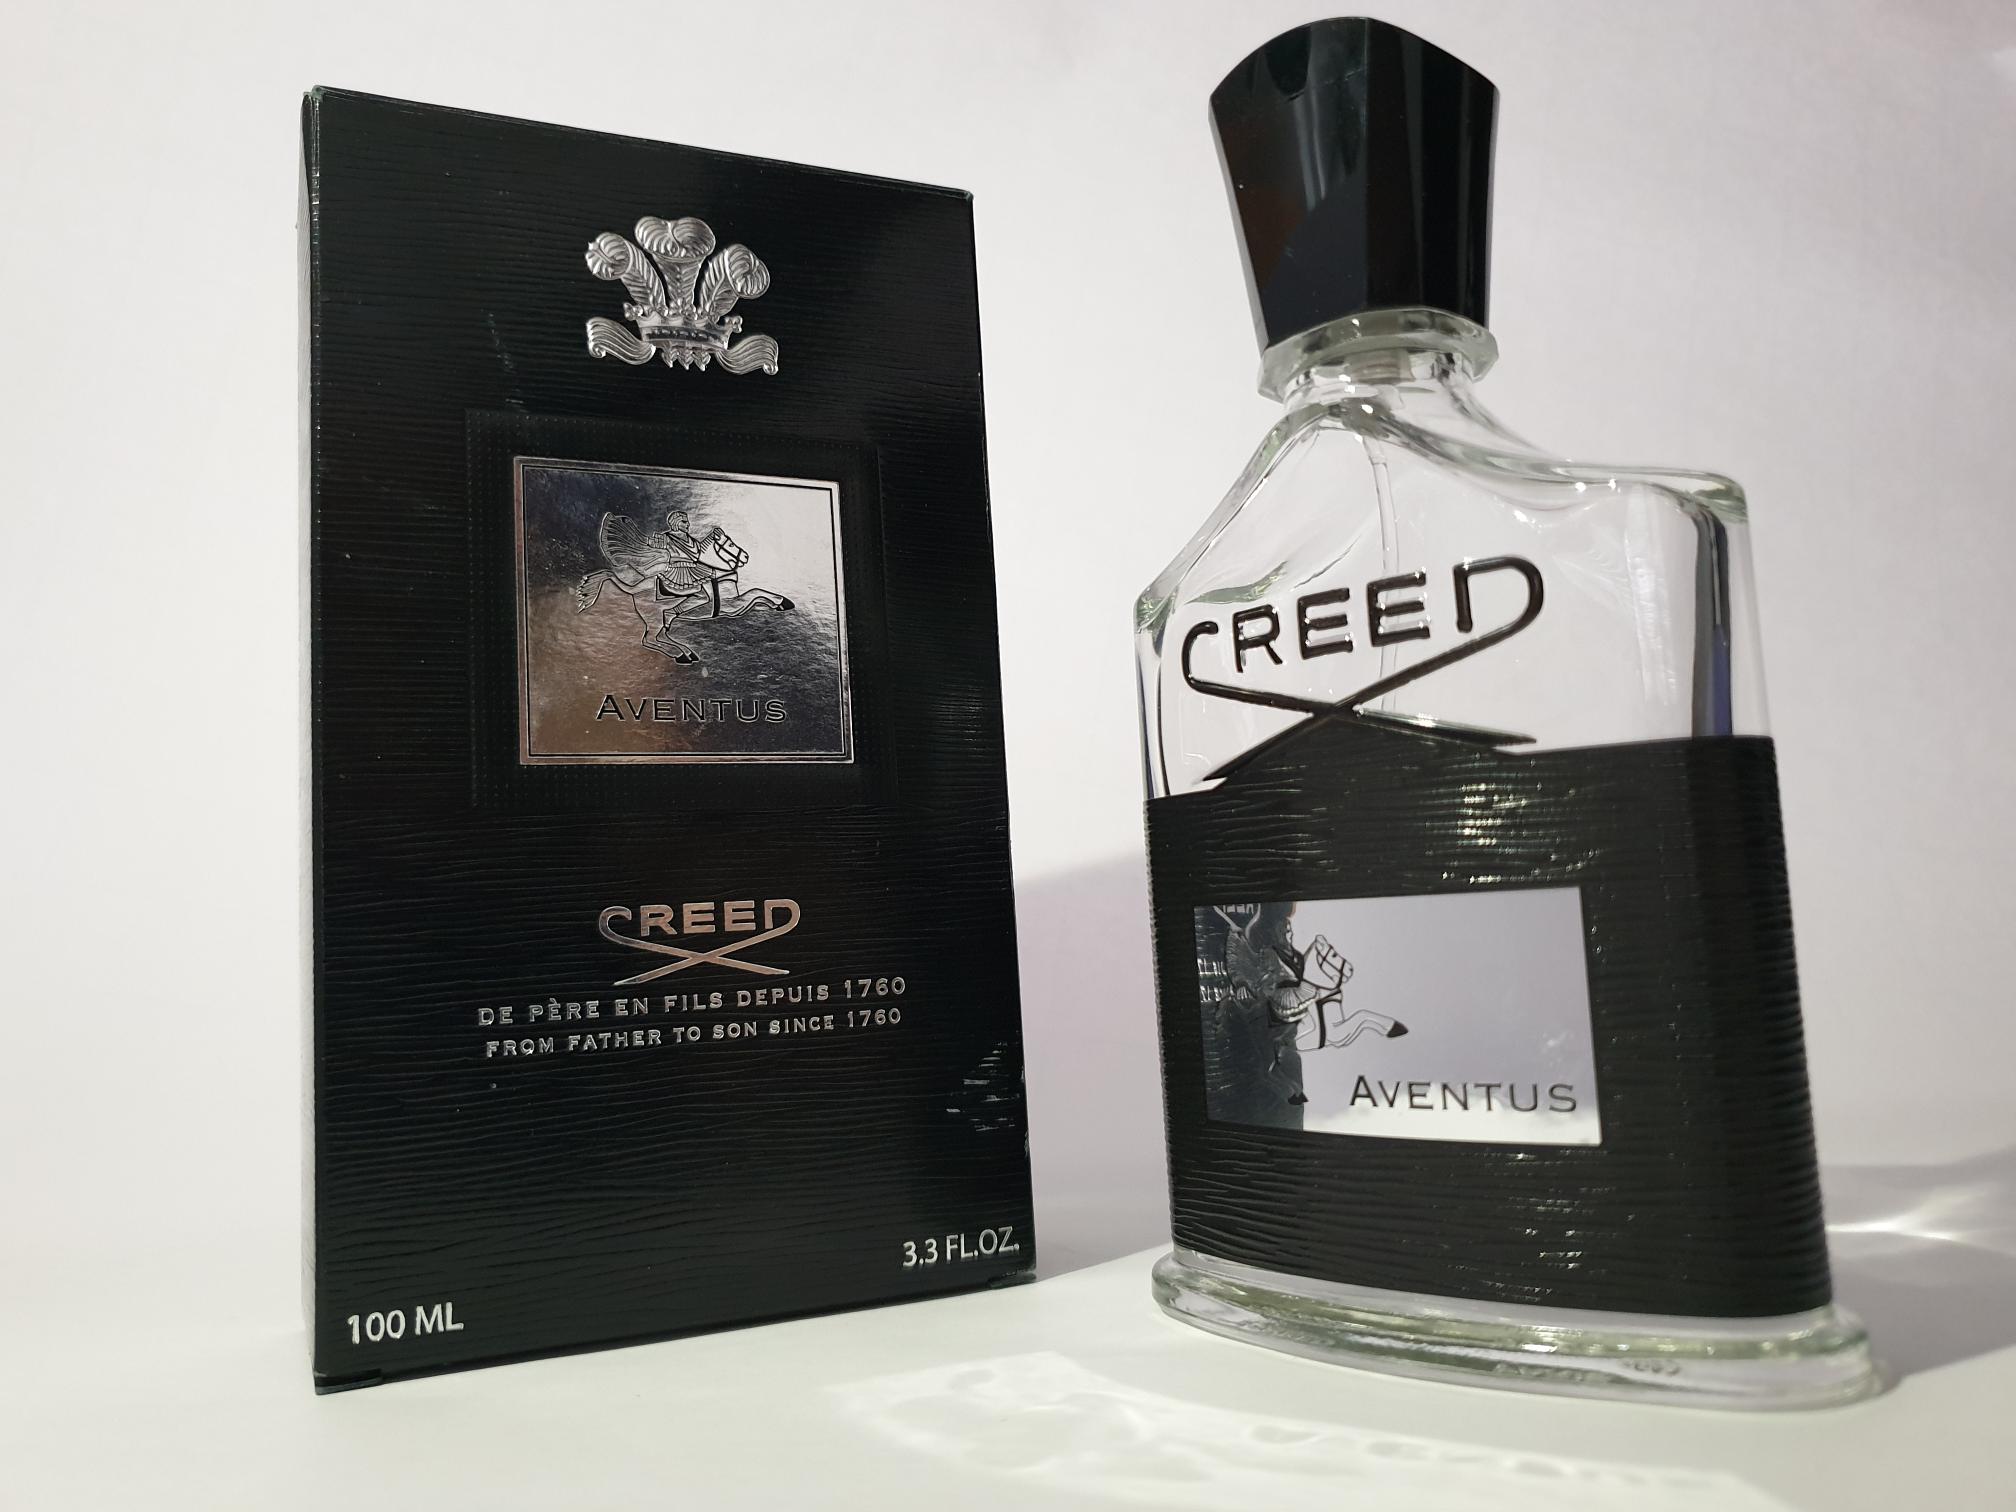 AVENTUS
CREED
DE PÈRE EN FILS DEPUIS 1760
FROM FATHER TO SON SINCE 1760
100 ML
3.3 FL.OZ.
CREED
AVENTUS